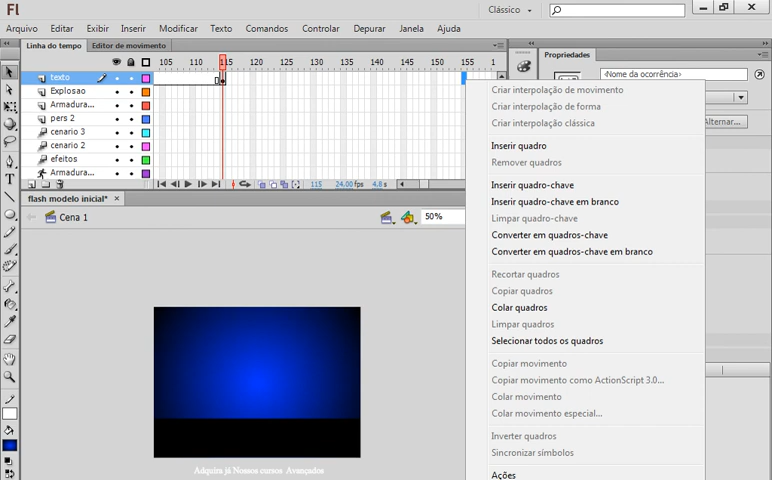 Fl
Clássico
Arquivo Editar Exibir Inserir Modificar Texto Comandos Controlar Depurar Janela Ajuda
Linha do tempo Editor de movimento
Propriedades
105 110 115 120 125 130 135 140 145 150 155 1
<Nome da ocorrência>
texto
Explosao
Armadura...
pers 2
cenario 3
cenario 2
efeitos
Armadura...
Alternar...
115 24.00 fps 4,8 s
flash modelo inicial*
Cena 1
50%
Criar interpolação de movimento
Criar interpolação de forma
Criar interpolação clássica
Inserir quadro
Remover quadros
Inserir quadro-chave
Inserir quadro-chave em branco
Limpar quadro-chave
Converter em quadros-chave
Converter em quadros-chave em branco
Recortar quadros
Copiar quadros
Colar quadros
Limpar quadros
Selecionar todos os quadros
Copiar movimento
Copiar movimento como ActionScript 3.0...
Colar movimento
Colar movimento especial...
Inverter quadros
Sincronizar símbolos
Ações
Adquira já Nossos cursos Avançados